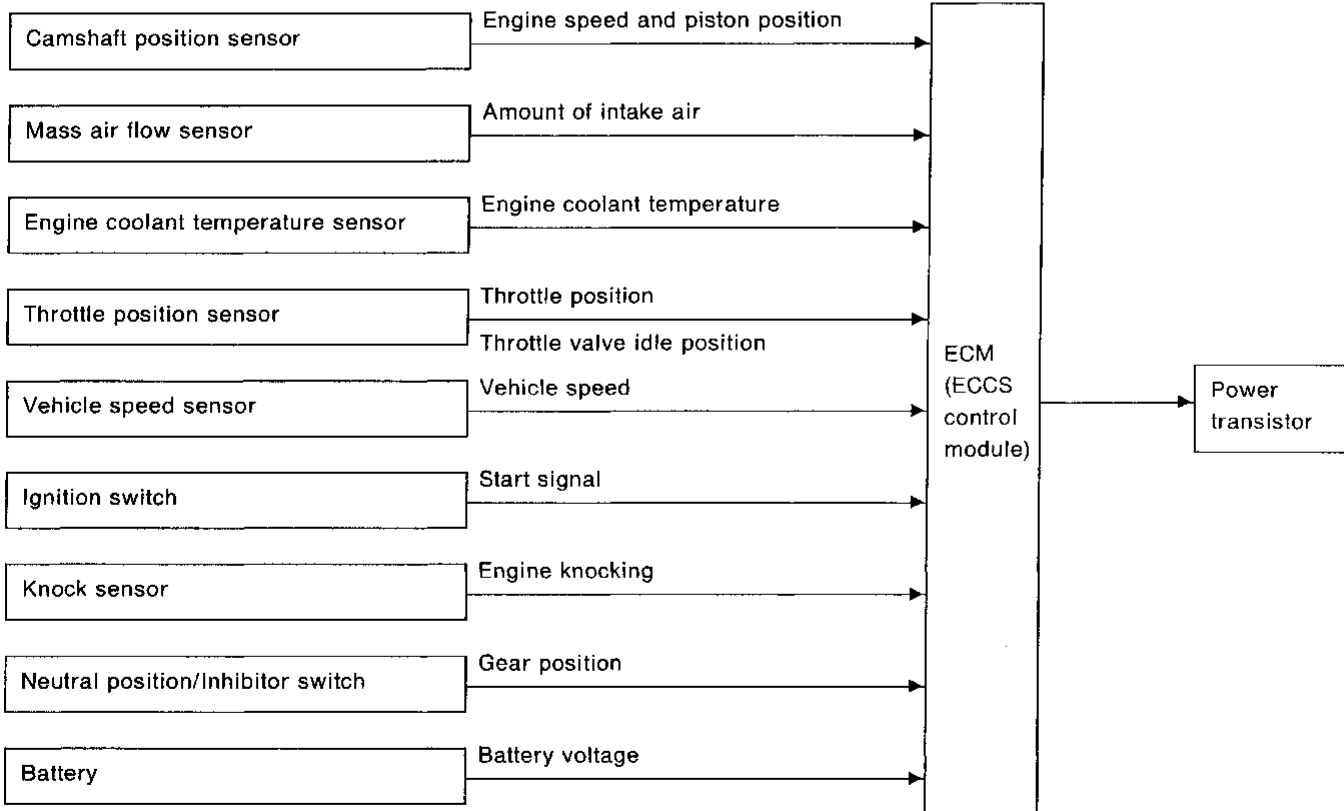 Camshaft position sensor
Engine speed and piston position
Mass air flow sensor
Amount of intake air
Engine coolant temperature sensor
Engine coolant temperature
Throttle position sensor
Throttle position
Throttle valve idle position
Vehicle speed sensor
Vehicle speed
Ignition switch
Start signal
Knock sensor
Engine knocking
Neutral position/Inhibitor switch
Gear position
Battery
Battery voltage
ECM
(ECCS
control
module)
Power
transistor